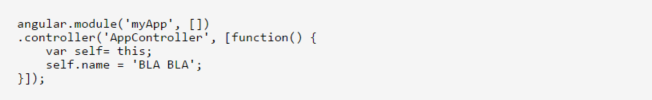 angular.module('myApp', [])
.controller('AppController', [function() {
    var self= this;
    self.name = 'BLA BLA';
}]);